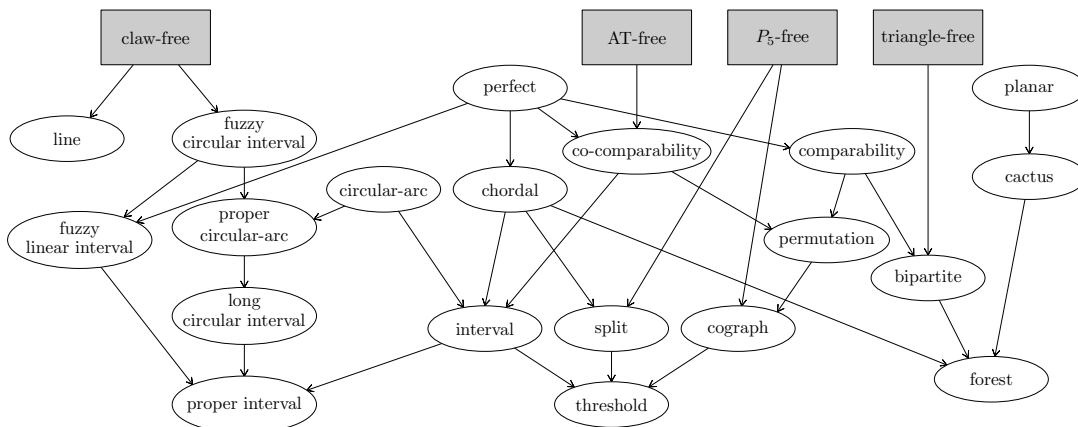 claw-free
AT-free
P₅-free
triangle-free
perfect
planar
line
fuzzy
circular interval
co-comparability
comparability
circular-arc
chordal
cactus
fuzzy
linear interval
proper
circular-arc
permutation
bipartite
long
circular interval
interval
split
cograph
forest
proper interval
threshold